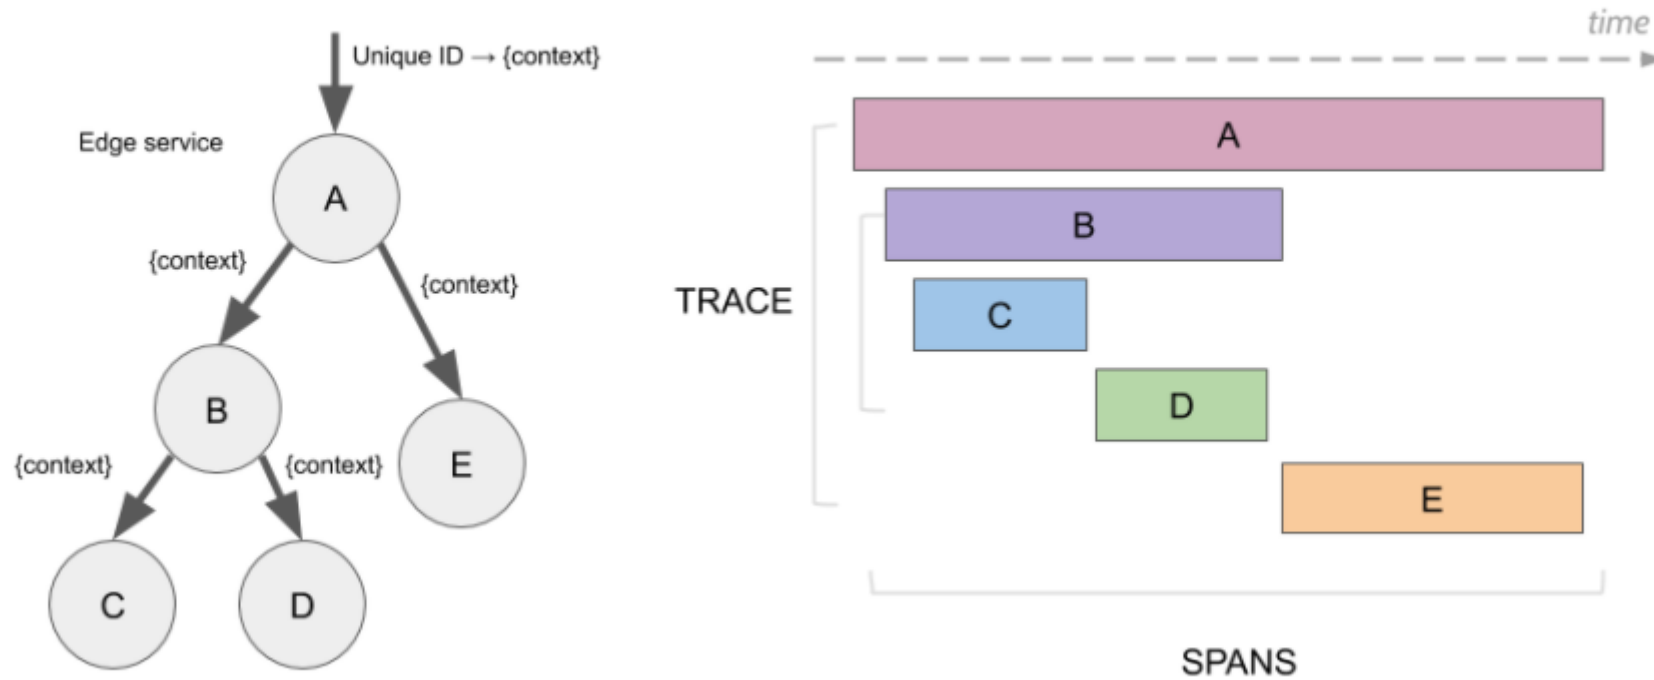 Unique ID → {context}
Edge service
A
{context}
{context}
B
E
{context}
{context}
C
D
time
A
B
TRACE
C
D
E
SPANS